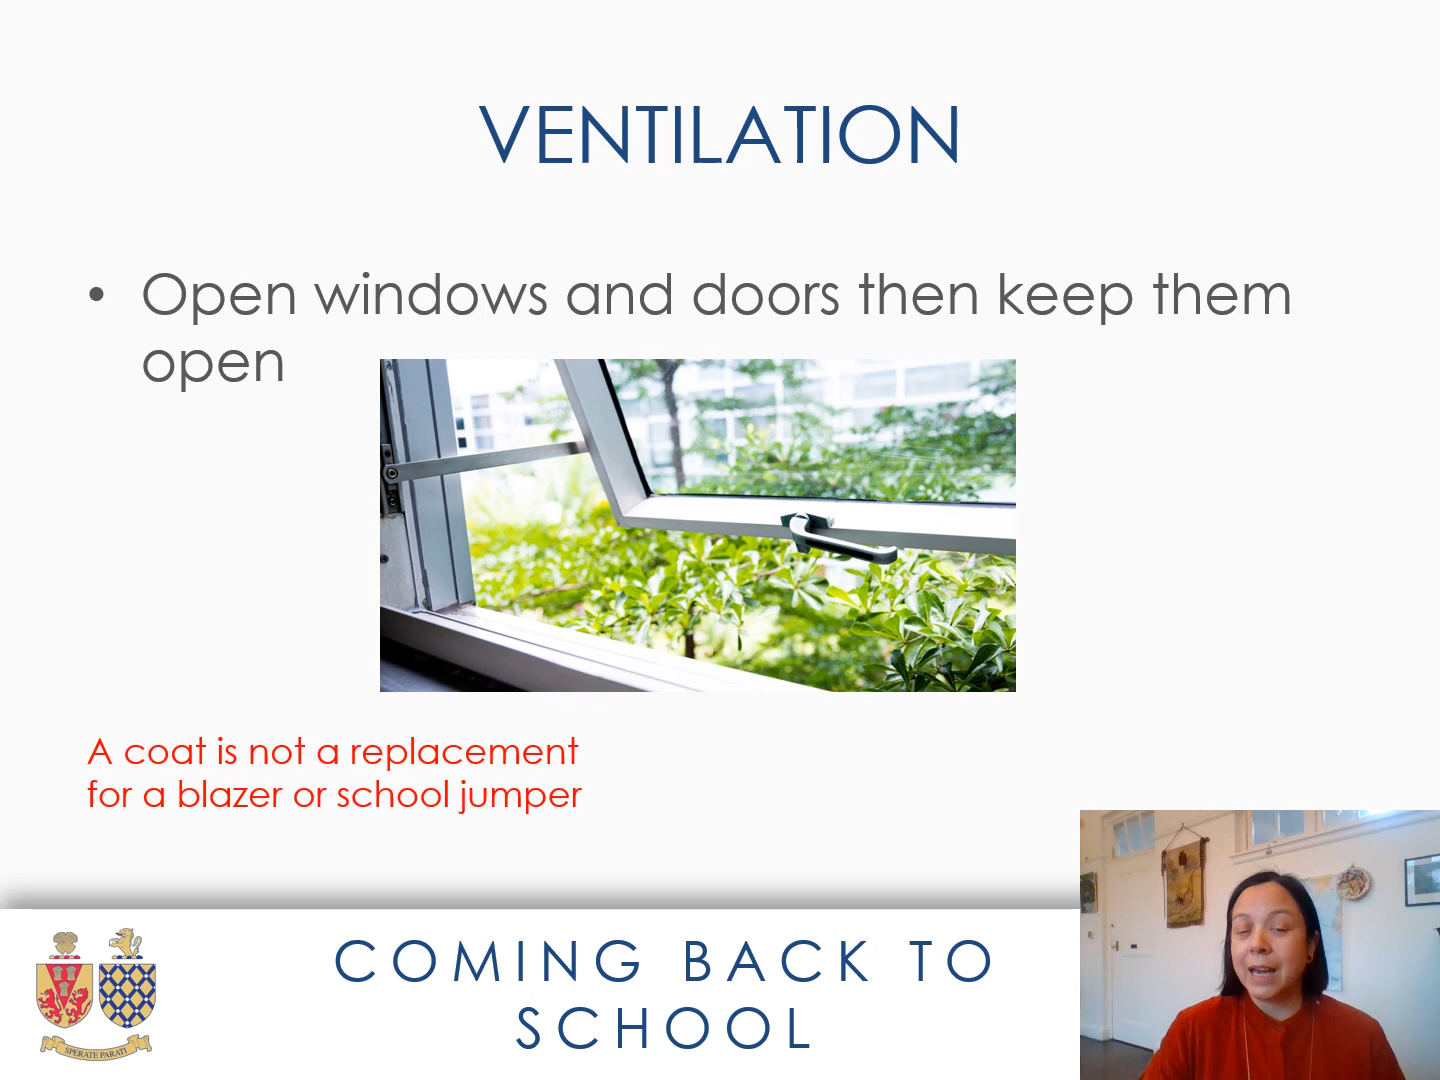 VENTILATION
• Open windows and doors then keep them
open
A coat is not a replacement
for a blazer or school jumper
COMING BACK TO
SCHOOL
SPERATE PARATI